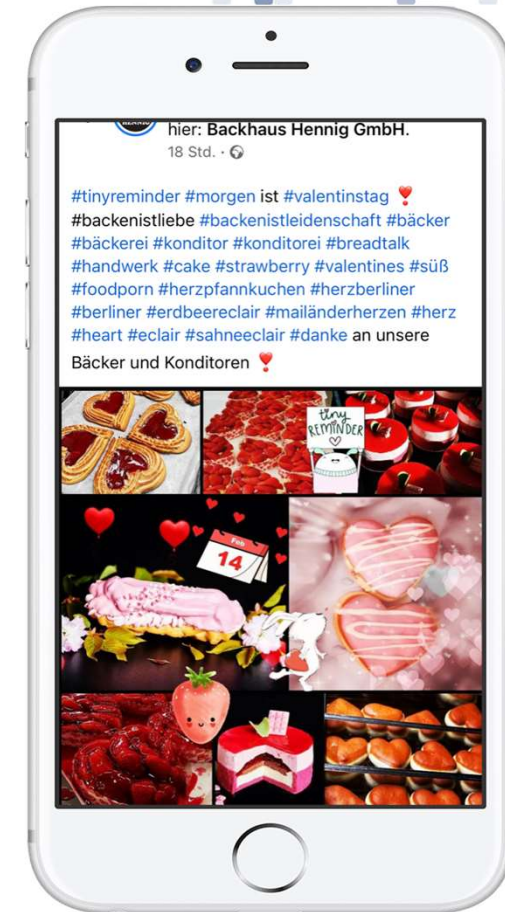 HENNIG
hier: Backhaus Hennig GmbH.
18 Std. ·
#tinyreminder #morgen ist #valentinstag ❣
#backenistliebe #backenistleidenschaft #bäcker
#bäckerei #konditor #konditorei #breadtalk
#handwerk #cake #strawberry #valentines #süß
#foodporn #herzpfannkuchen #herzberliner
#berliner #erdbeereclair #mailänderherzen #herz
#heart #eclair #sahneeclair #danke an unsere
Bäcker und Konditoren ❣
tiny
REMINDER
Feb
14